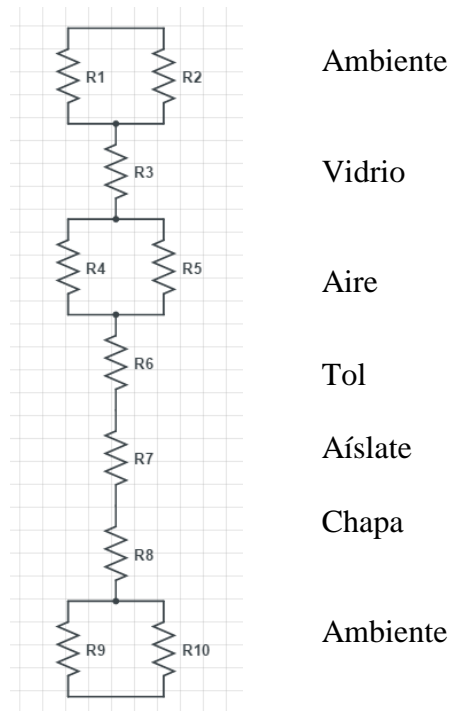 Ambiente
R1 R2
R3 Vidrio
R4 R5 Aire
R6 Tol
R7 Aíslate
R8 Chapa
R9 R10 Ambiente